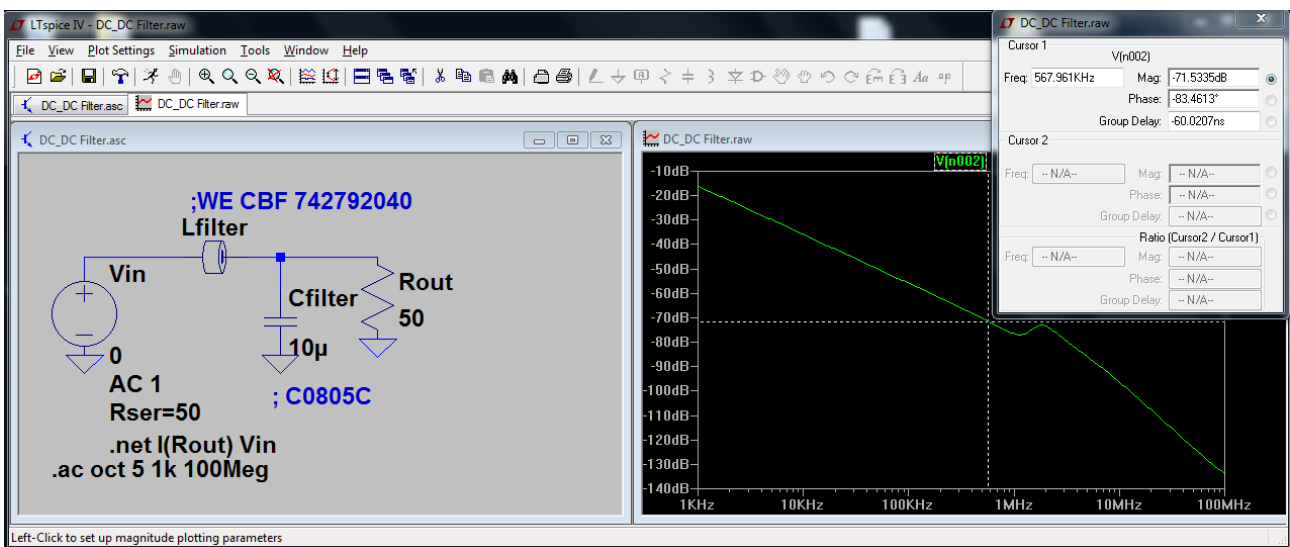 LTspice IV - DC_DC Filter.raw
File View Plot Settings Simulation Tools Window Help
DC_DC Filter.asc DC_DC Filter.raw
DC_DC Filter.asc
;WE CBF 742792040
Lfilter
Vin
Cfilter
Rout
50
10µ
0
AC 1
Rser=50
; C0805C
.net I(Rout) Vin
.ac oct 5 1k 100Meg
DC_DC Filter.raw
V(n002)
-10dB
-20dB
-30dB
-40dB
-50dB
-60dB
-70dB
-80dB
-90dB
-100dB
-110dB
-120dB
-130dB
-140dB
1KHz 10KHz 100KHz 1MHz 10MHz 100MHz
DC_DC Filter.raw X
Cursor 1
V(n002)
Freq: 567.961KHz Mag: -71.5335dB
Phase: -83.4613°
Group Delay: -60.0207ns
Cursor 2
Freq: -- N/A-- Mag: -- N/A--
Phase: -- N/A--
Group Delay: -- N/A--
Ratio (Cursor2 / Cursor1)
Freq: -- N/A-- Mag: -- N/A--
Phase: -- N/A--
Group Delay: -- N/A--
Left-Click to set up magnitude plotting parameters